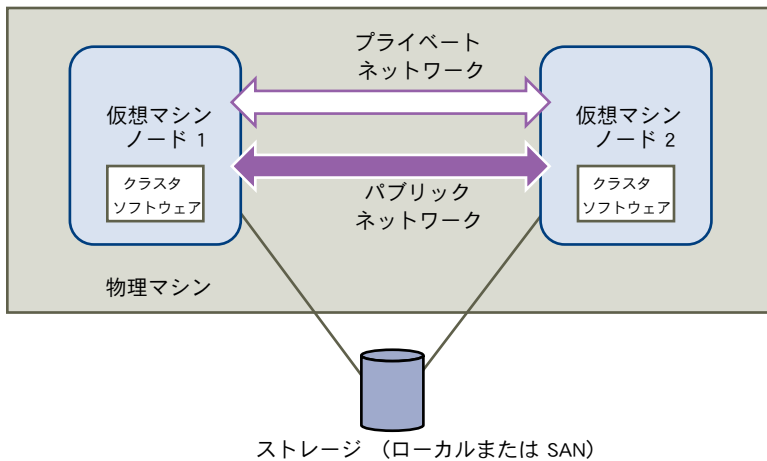 プライベート
ネットワーク
仮想マシン
ノード 1
クラスタ
ソフトウェア
仮想マシン
ノード 2
クラスタ
ソフトウェア
パブリック
ネットワーク
物理マシン
ストレージ （ローカルまたは SAN）